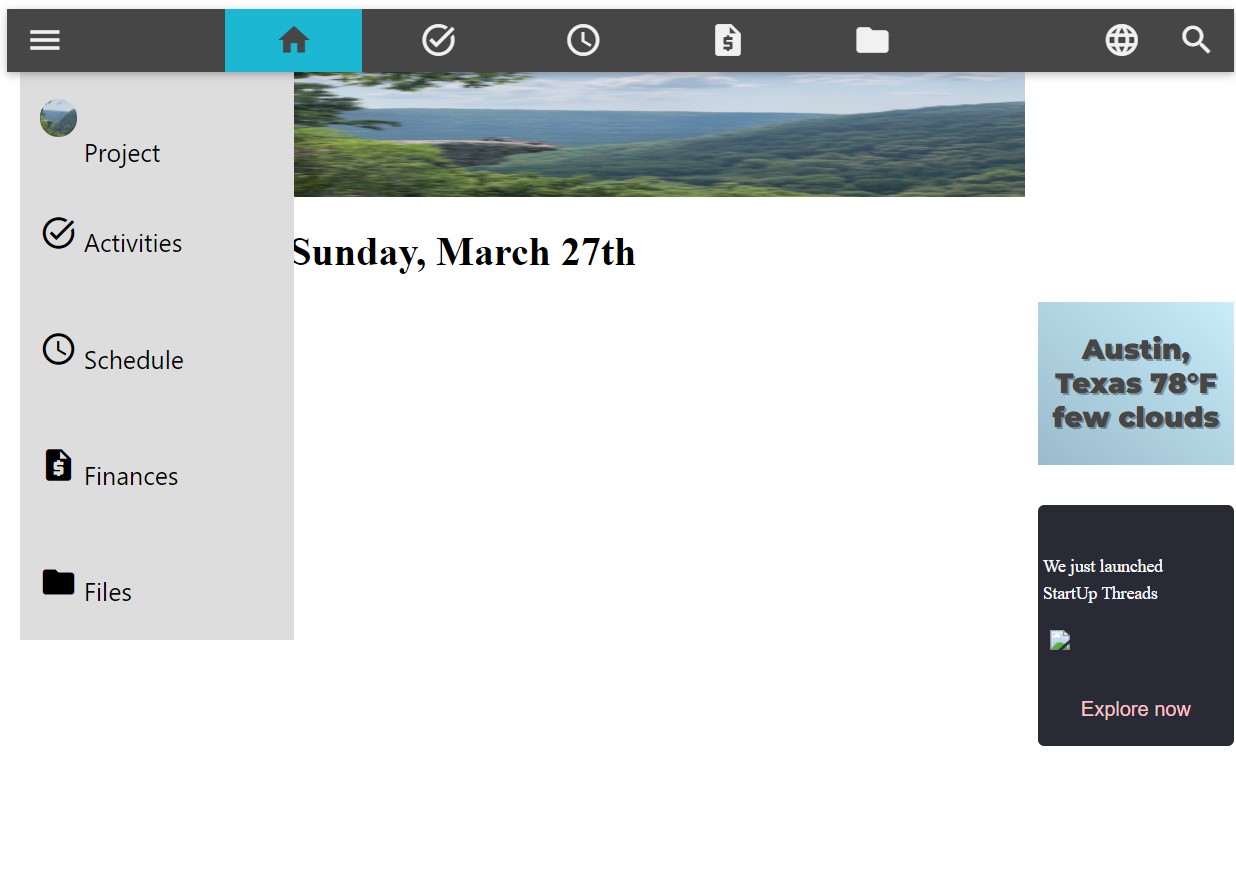 Project
Activities
Schedule
Finances
Files
Sunday, March 27th
Austin,
Texas 78°F
few clouds
We just launched
StartUp Threads
Explore now